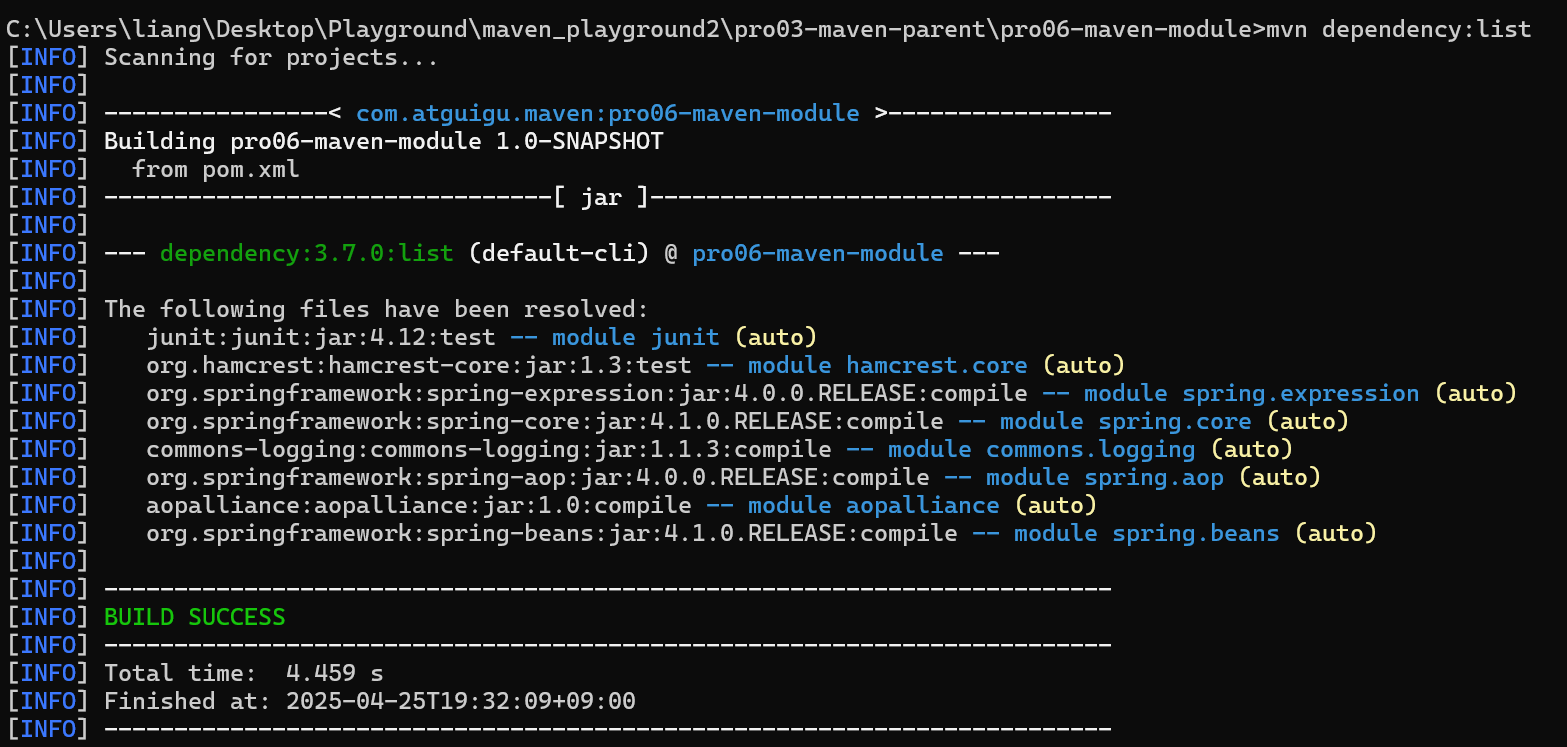 C:\Users\liang\Desktop\Playground\maven_playground2\pro03-maven-parent\pro06-maven-module>mvn dependency:list
[INFO] Scanning for projects...
[INFO]
[INFO] ----------------< com.atguigu.maven:pro06-maven-module >----------------
[INFO] Building pro06-maven-module 1.0-SNAPSHOT
[INFO]   from pom.xml
[INFO] --------------------------------[ jar ]---------------------------------
[INFO]
[INFO] --- dependency:3.7.0:list (default-cli) @ pro06-maven-module ---
[INFO]
[INFO] The following files have been resolved:
[INFO]    junit:junit:jar:4.12:test -- module junit (auto)
[INFO]    org.hamcrest:hamcrest-core:jar:1.3:test -- module hamcrest.core (auto)
[INFO]    org.springframework:spring-expression:jar:4.0.0.RELEASE:compile -- module spring.expression (auto)
[INFO]    org.springframework:spring-core:jar:4.1.0.RELEASE:compile -- module spring.core (auto)
[INFO]    commons-logging:commons-logging:jar:1.1.3:compile -- module commons.logging (auto)
[INFO]    org.springframework:spring-aop:jar:4.0.0.RELEASE:compile -- module spring.aop (auto)
[INFO]    aopalliance:aopalliance:jar:1.0:compile -- module aopalliance (auto)
[INFO]    org.springframework:spring-beans:jar:4.1.0.RELEASE:compile -- module spring.beans (auto)
[INFO]
[INFO] ------------------------------------------------------------------------
[INFO] BUILD SUCCESS
[INFO] ------------------------------------------------------------------------
[INFO] Total time:  4.459 s
[INFO] Finished at: 2025-04-25T19:32:09+09:00
[INFO] ------------------------------------------------------------------------